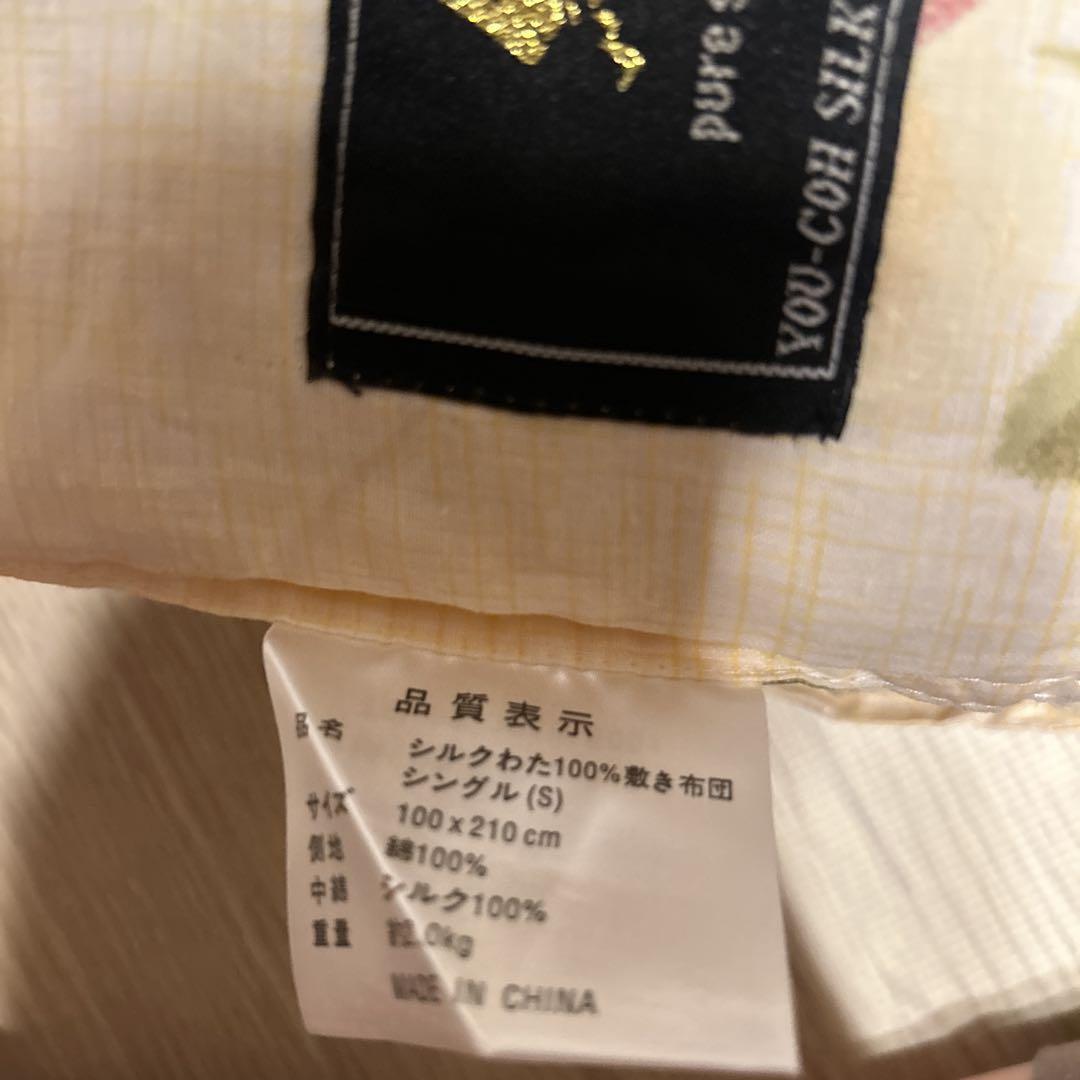 pure
YOU-COH SILK
品質表示
品名 シルクわた100%敷き布団
シングル(S)
サイズ 100x210cm
側地 綿100%
中綿 シルク100%
重量
MADE IN CHINA